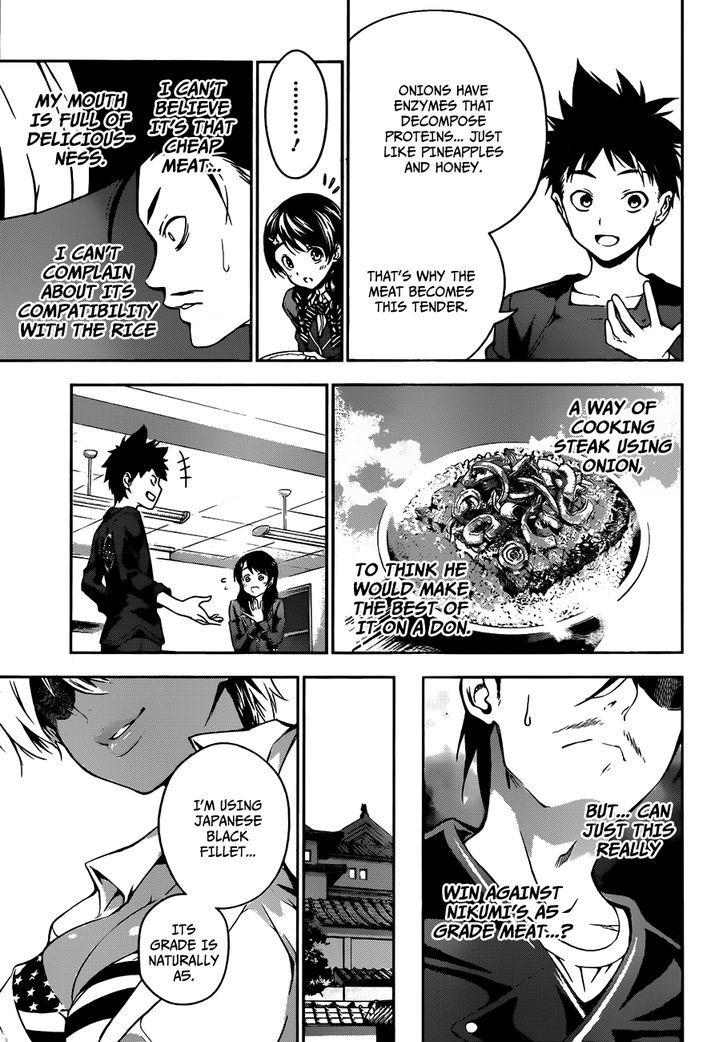 ONIONS HAVE
ENZYMES THAT
DECOMPOSE
PROTEINS... JUST
LIKE PINEAPPLES
AND HONEY.
THAT'S WHY THE
MEAT BECOMES
THIS TENDER.
.........!
I CAN'T
BELIEVE
IT'S THAT
CHEAP
MEAT...
MY MOUTH
IS FULL OF
DELICIOUS-
NESS.
I CAN'T
COMPLAIN
ABOUT ITS
COMPATIBILITY
WITH THE RICE
A WAY OF
COOKING
STEAK USING
ONION,
TO THINK HE
WOULD MAKE
THE BEST OF
IT ON A DON.
BUT... CAN
JUST THIS
REALLY
WIN AGAINST
NIKUMI'S A5
GRADE MEAT...?
I'M USING
JAPANESE
BLACK
FILLET...
ITS
GRADE IS
NATURALLY
A5.